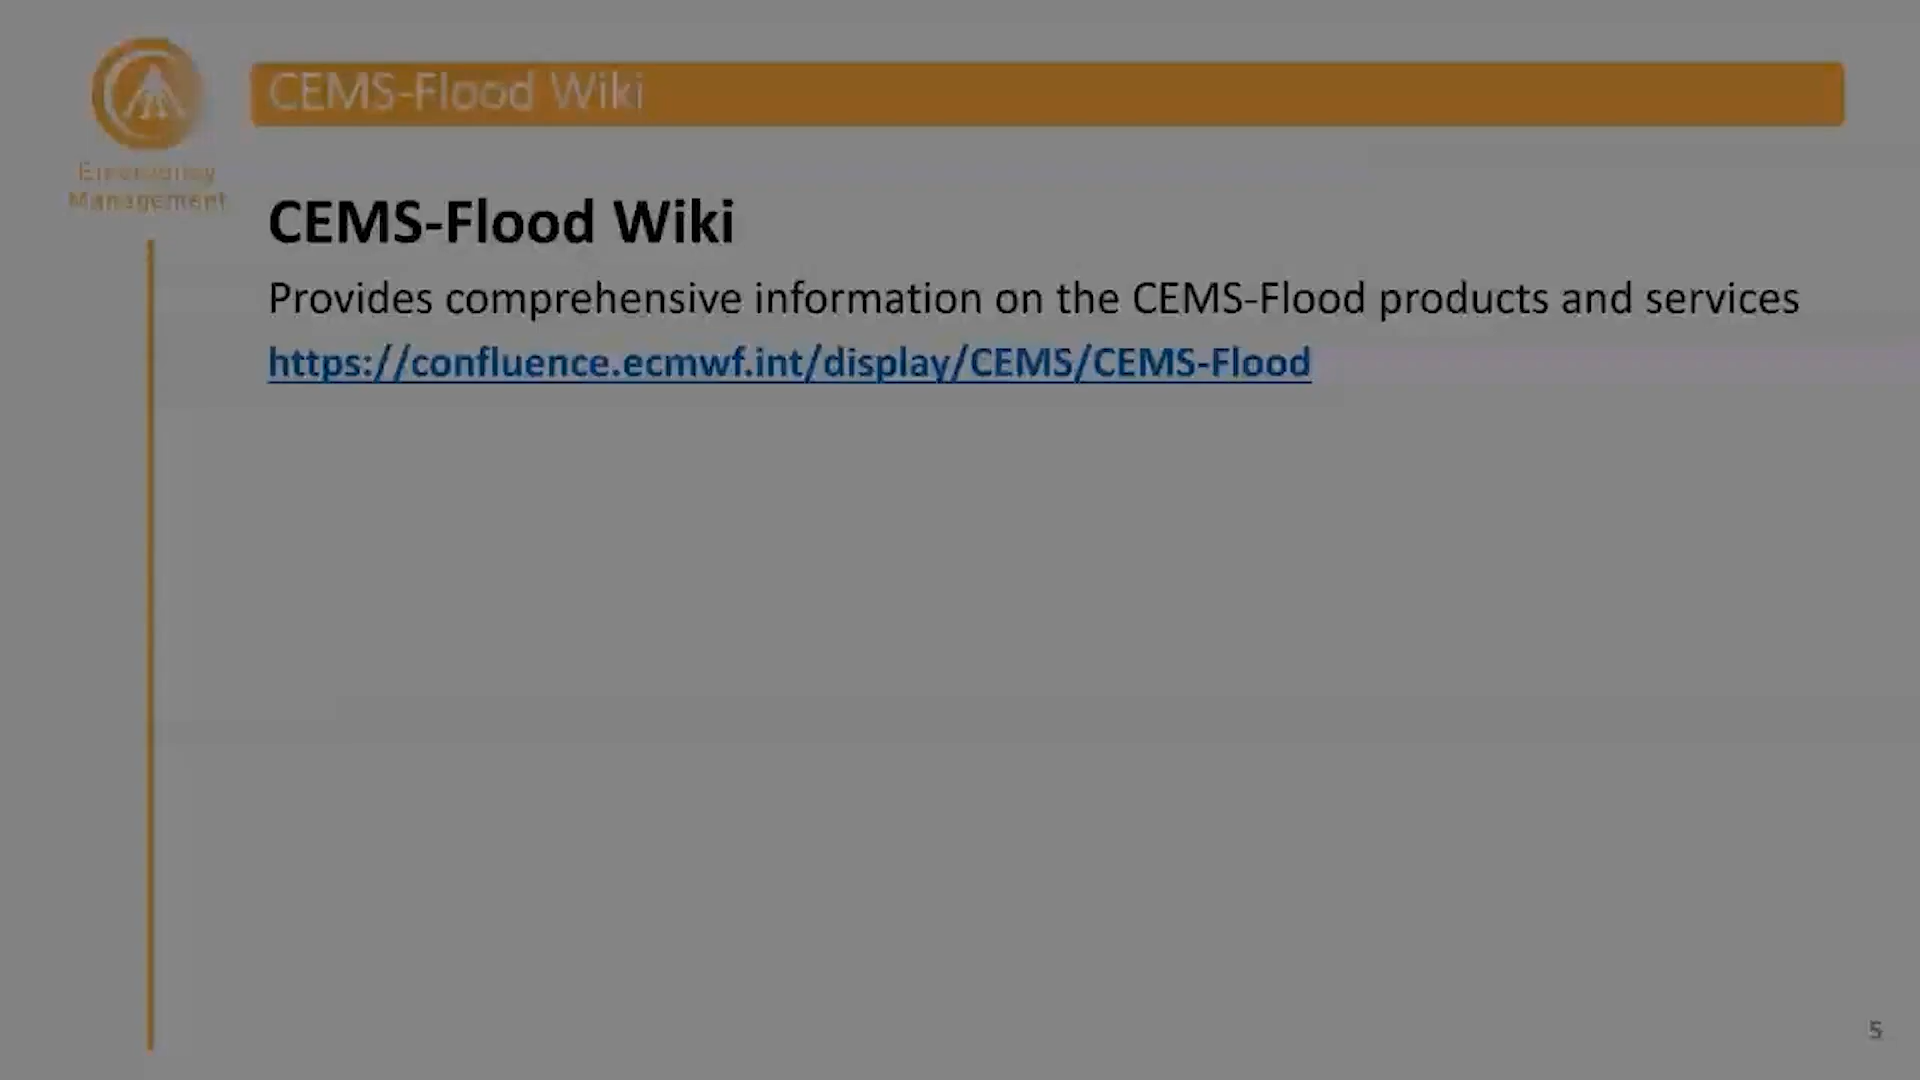 CEMS-Flood Wiki
Emergency
Management
CEMS-Flood Wiki
Provides comprehensive information on the CEMS-Flood products and services
https://confluence.ecmwf.int/display/CEMS/CEMS-Flood
5